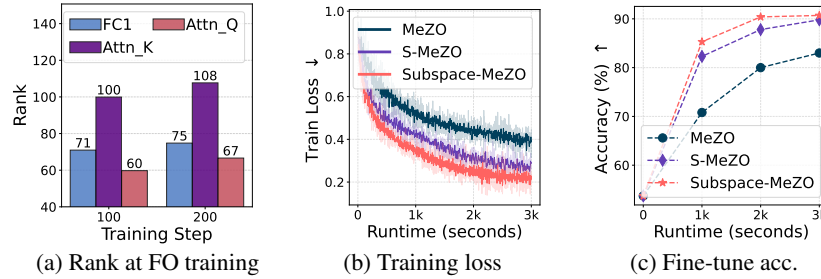 FC1
Attn_K
Attn_Q
Rank
140
120
100
80
60
40
71
100
60
75
108
67
100
200
Training Step
(a) Rank at FO training
MeZO
S-MeZO
Subspace-MeZO
Train Loss ↓
1.0
0.8
0.6
0.4
0.2
0
1k
2k
3k
Runtime (seconds)
(b) Training loss
Accuracy (%) ↑
90
80
70
60
MeZO
S-MeZO
Subspace-MeZO
0
1k
2k
3k
Runtime (seconds)
(c) Fine-tune acc.